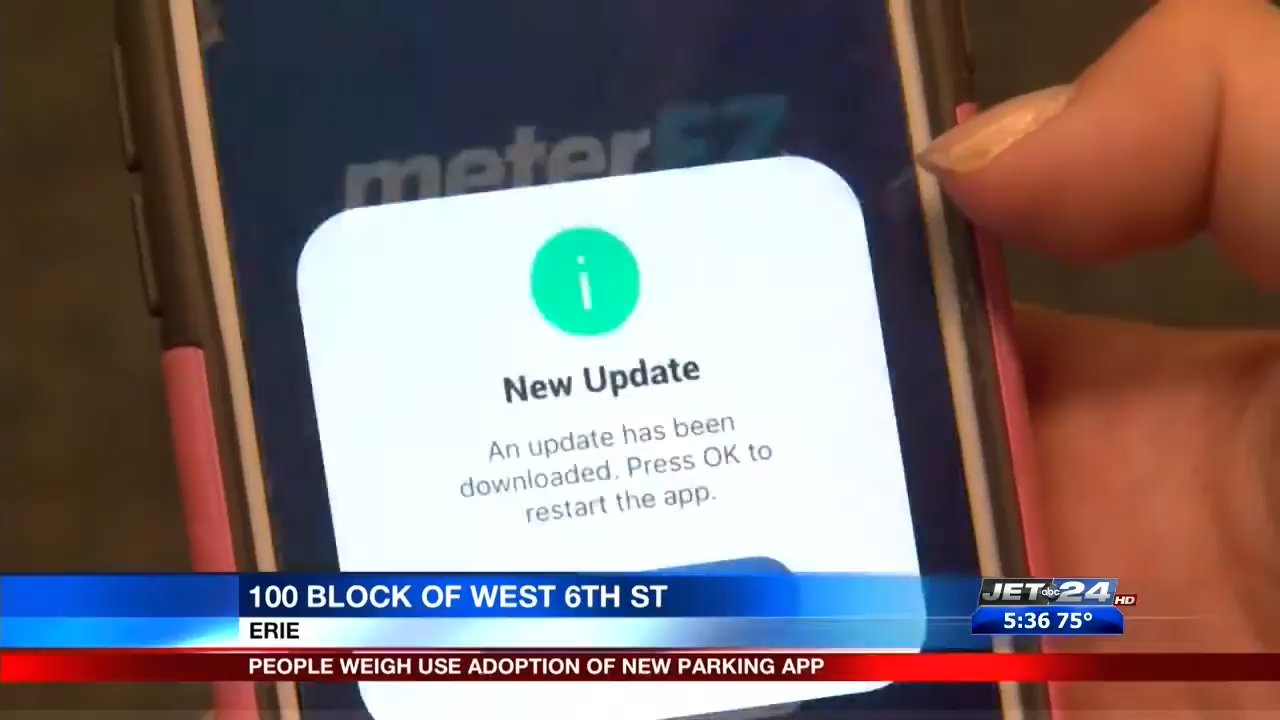 meterEZ
i
New Update
An update has been
downloaded. Press OK to
restart the app.
100 BLOCK OF WEST 6TH ST
ERIE
PEOPLE WEIGH USE ADOPTION OF NEW PARKING APP
JET abc 24 HD
5:36 75°